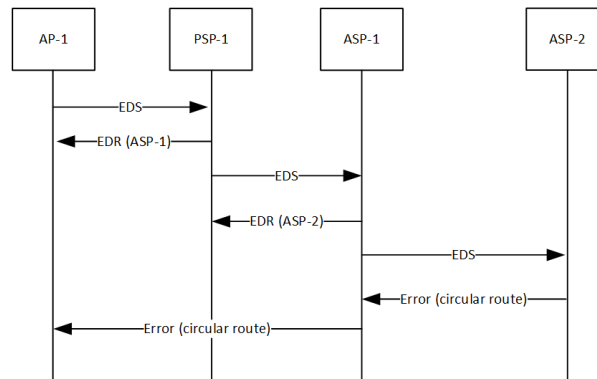 AP-1
PSP-1
ASP-1
ASP-2
EDS
EDR (ASP-1)
EDS
EDR (ASP-2)
EDS
Error (circular route)
Error (circular route)